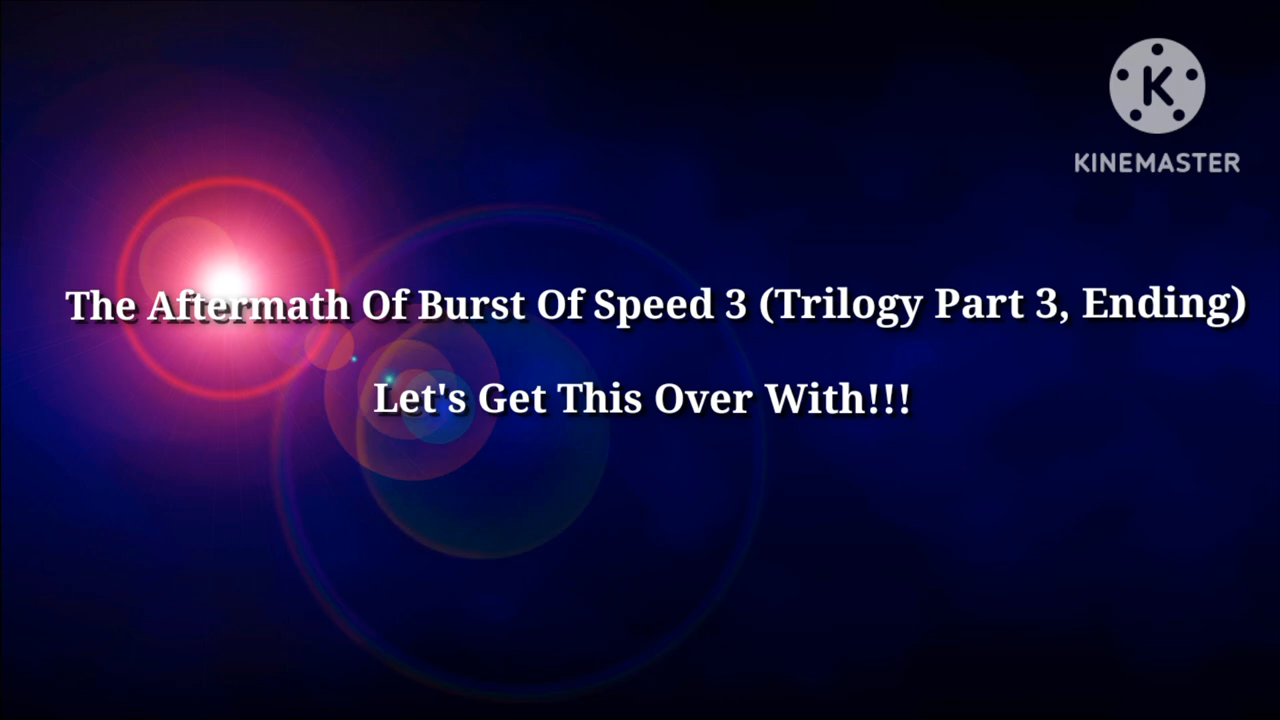 K
KINEMASTER
The Aftermath Of Burst Of Speed 3 (Trilogy Part 3, Ending)
Let's Get This Over With!!!